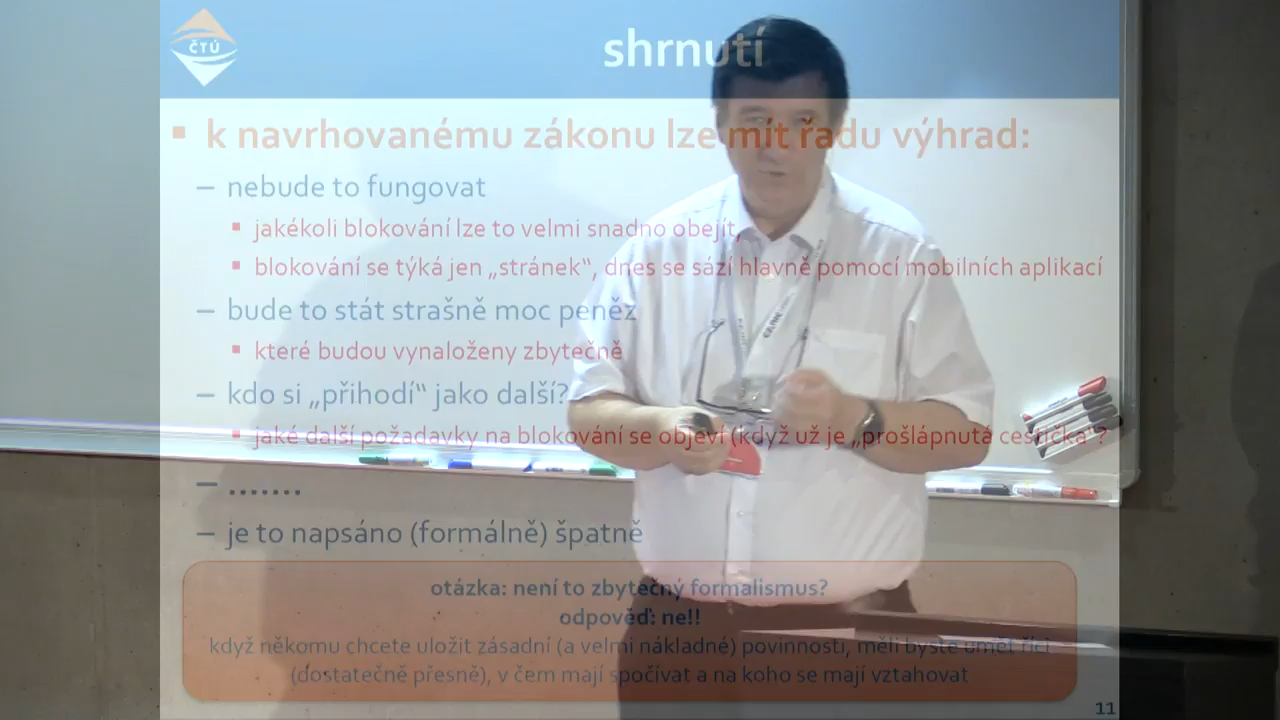 ČTÚ
shrnutí
k navrhovanému zákonu lze mít řadu výhrad:
– nebude to fungovat
jakékoli blokování lze to velmi snadno obejít,
blokování se týká jen „stránek“, dnes se sází hlavně pomocí mobilních aplikací
– bude to stát strašně moc peněz
které budou vynaloženy zbytečně
– kdo si „přihodí“ jako další?
jaké další požadavky na blokování se objeví (když už je „prošlápnutá cestička“?
– .......
– je to napsáno (formálně) špatně
otázka: není to zbytečný formalismus?
odpověď: ne!!
když někomu chcete uložit zásadní (a velmi nákladné) povinnosti, měli byste umět říci
(dostatečně přesně), v čem mají spočívat a na koho se mají vztahovat
11